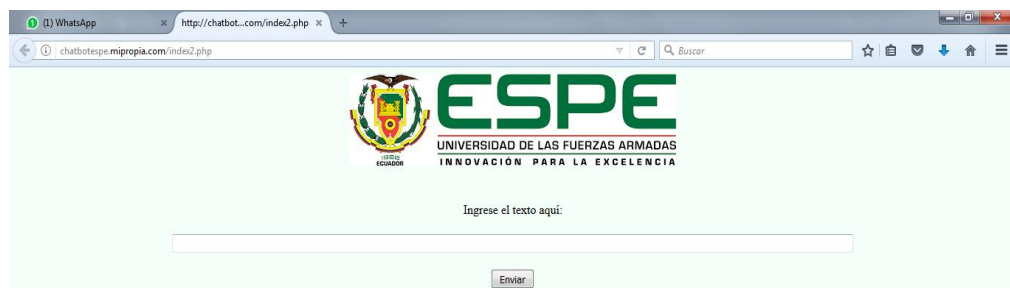 (1) WhatsApp
http://chatbot...com/index2.php
chatbotespe.mipropia.com/index2.php
Buscar
ESPE
UNIVERSIDAD DE LAS FUERZAS ARMADAS
INNOVACIÓN PARA LA EXCELENCIA
ECUADOR
Ingrese el texto aquí:
Enviar